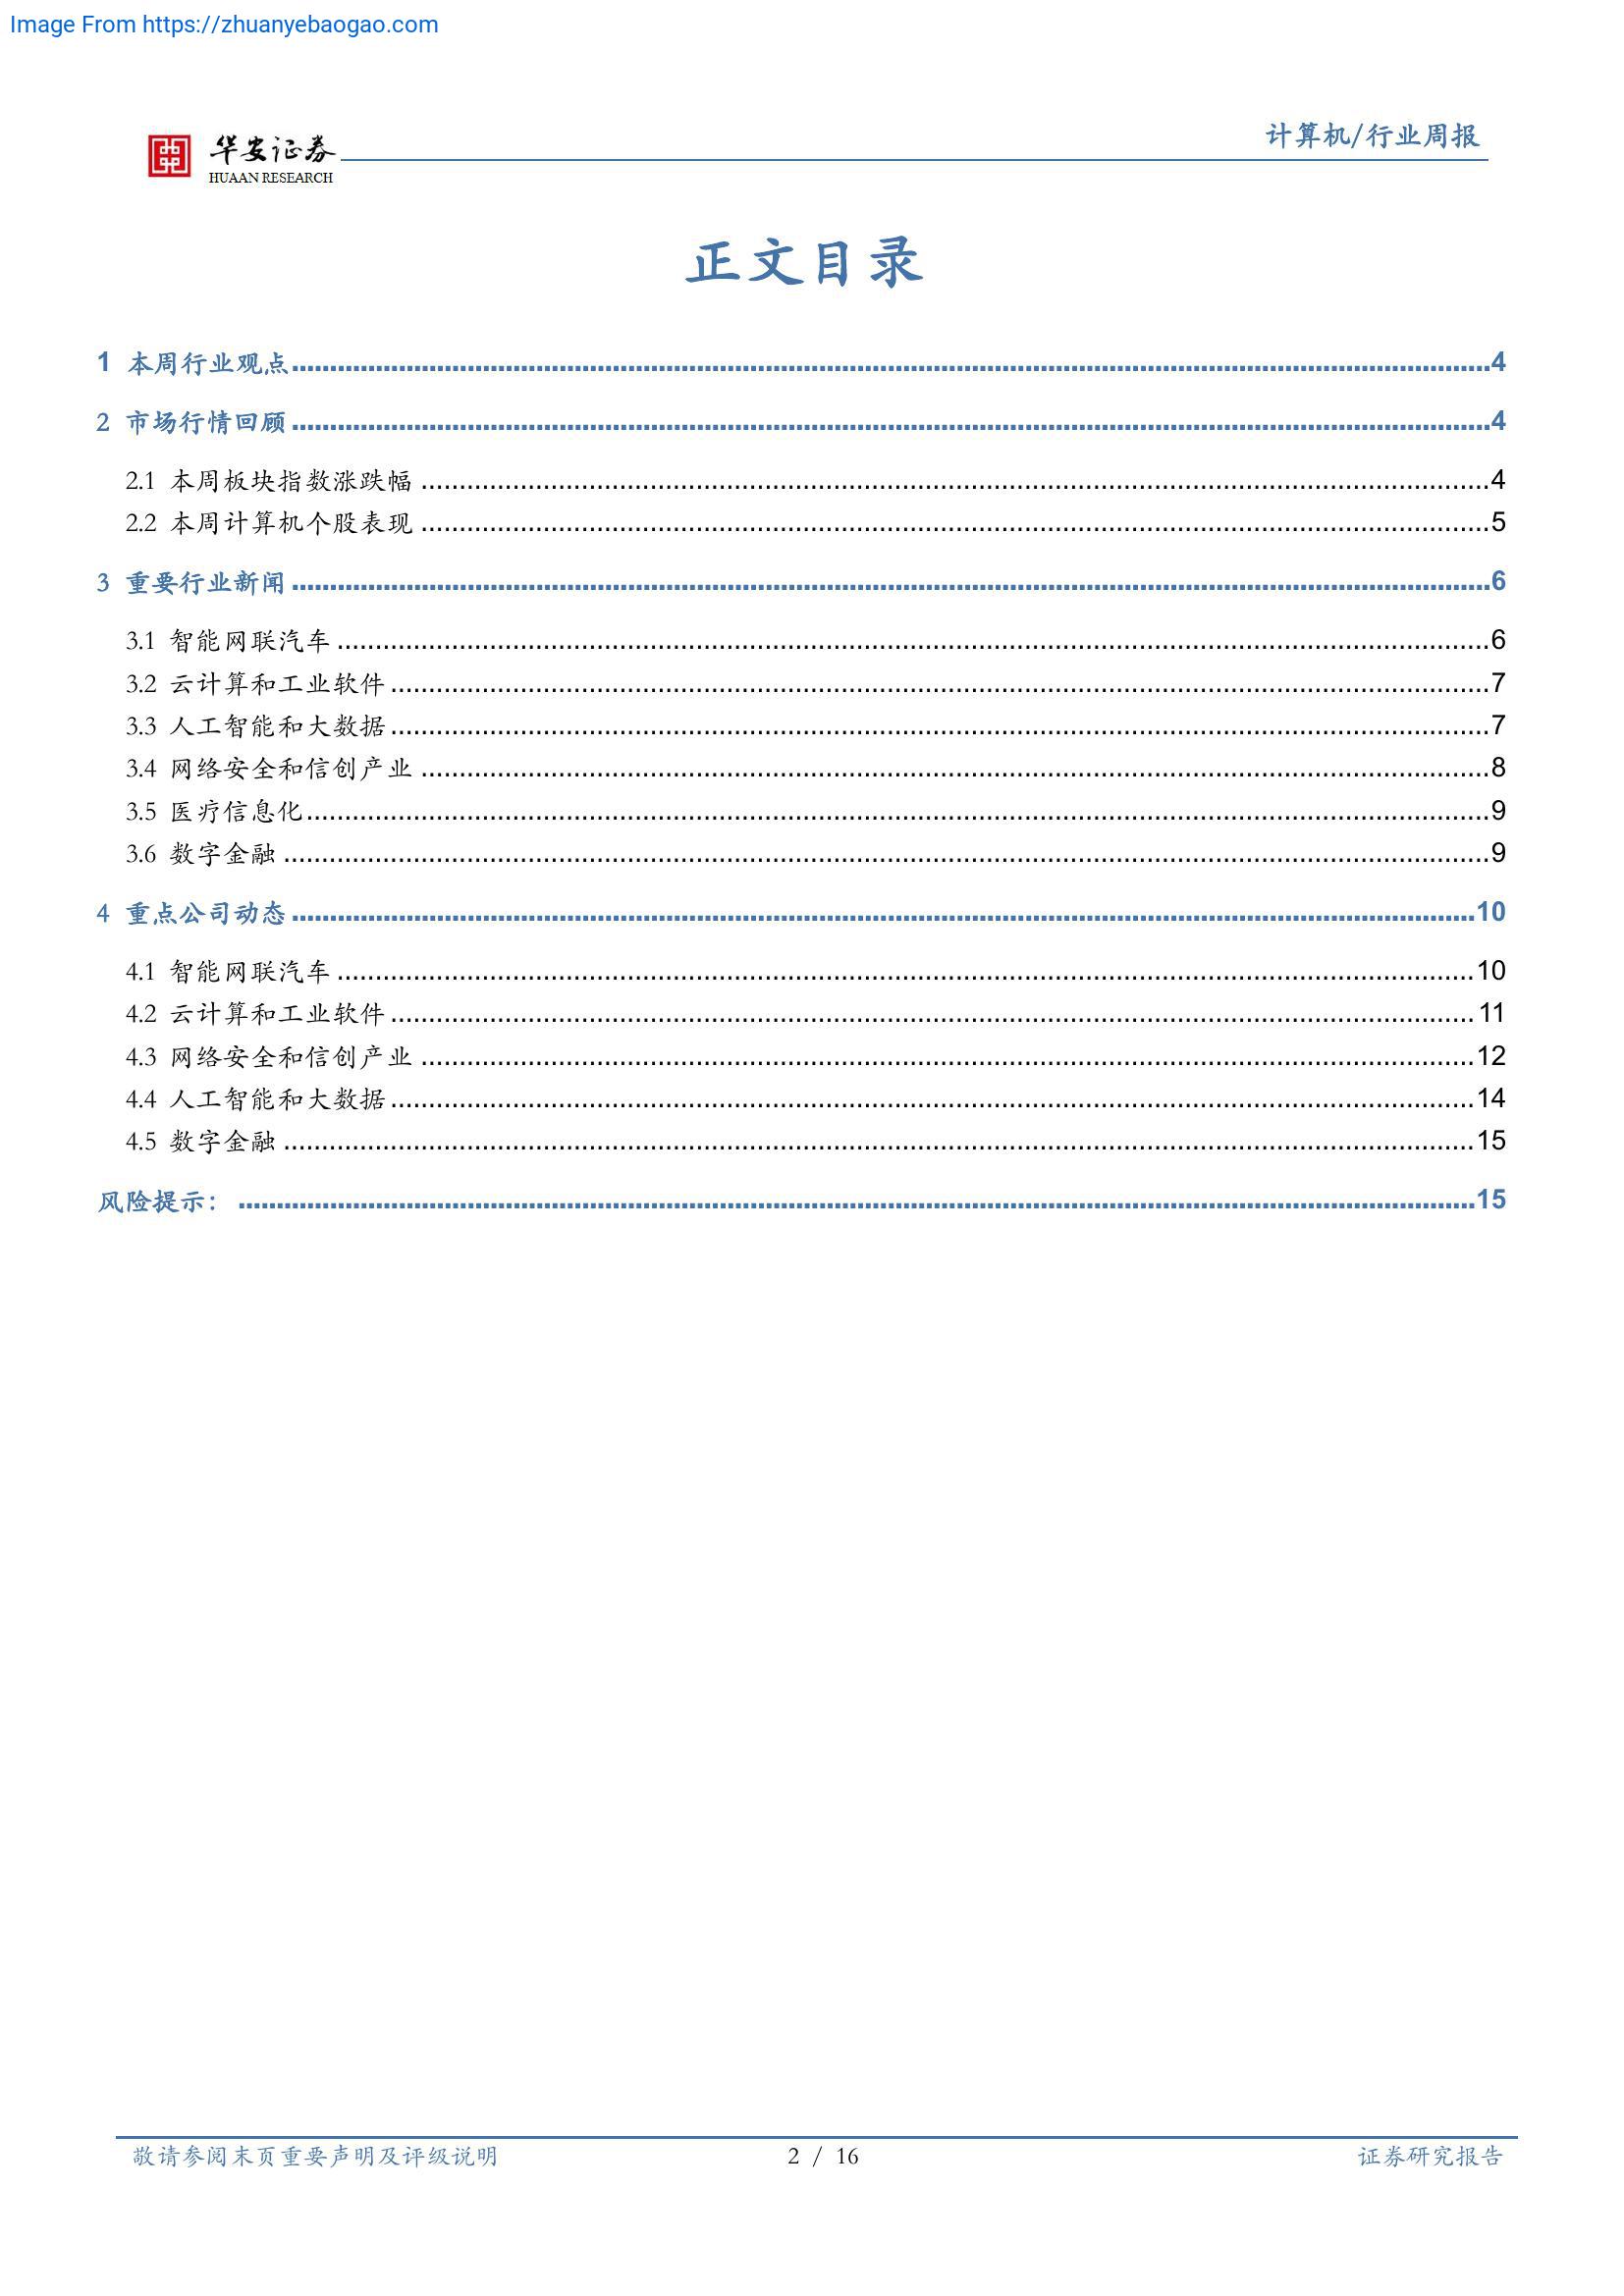 Image From https://zhuanyebaogao.com
华安证券
HUAAN RESEARCH
计算机/行业周报
正文目录
1 本周行业观点 4
2 市场行情回顾 4
2.1 本周板块指数涨跌幅 4
2.2 本周计算机个股表现 5
3 重要行业新闻 6
3.1 智能网联汽车 6
3.2 云计算和工业软件 7
3.3 人工智能和大数据 7
3.4 网络安全和信创产业 8
3.5 医疗信息化 9
3.6 数字金融 9
4 重点公司动态 10
4.1 智能网联汽车 10
4.2 云计算和工业软件 11
4.3 网络安全和信创产业 12
4.4 人工智能和大数据 14
4.5 数字金融 15
风险提示： 15
敬请参阅末页重要声明及评级说明 2 / 16 证券研究报告